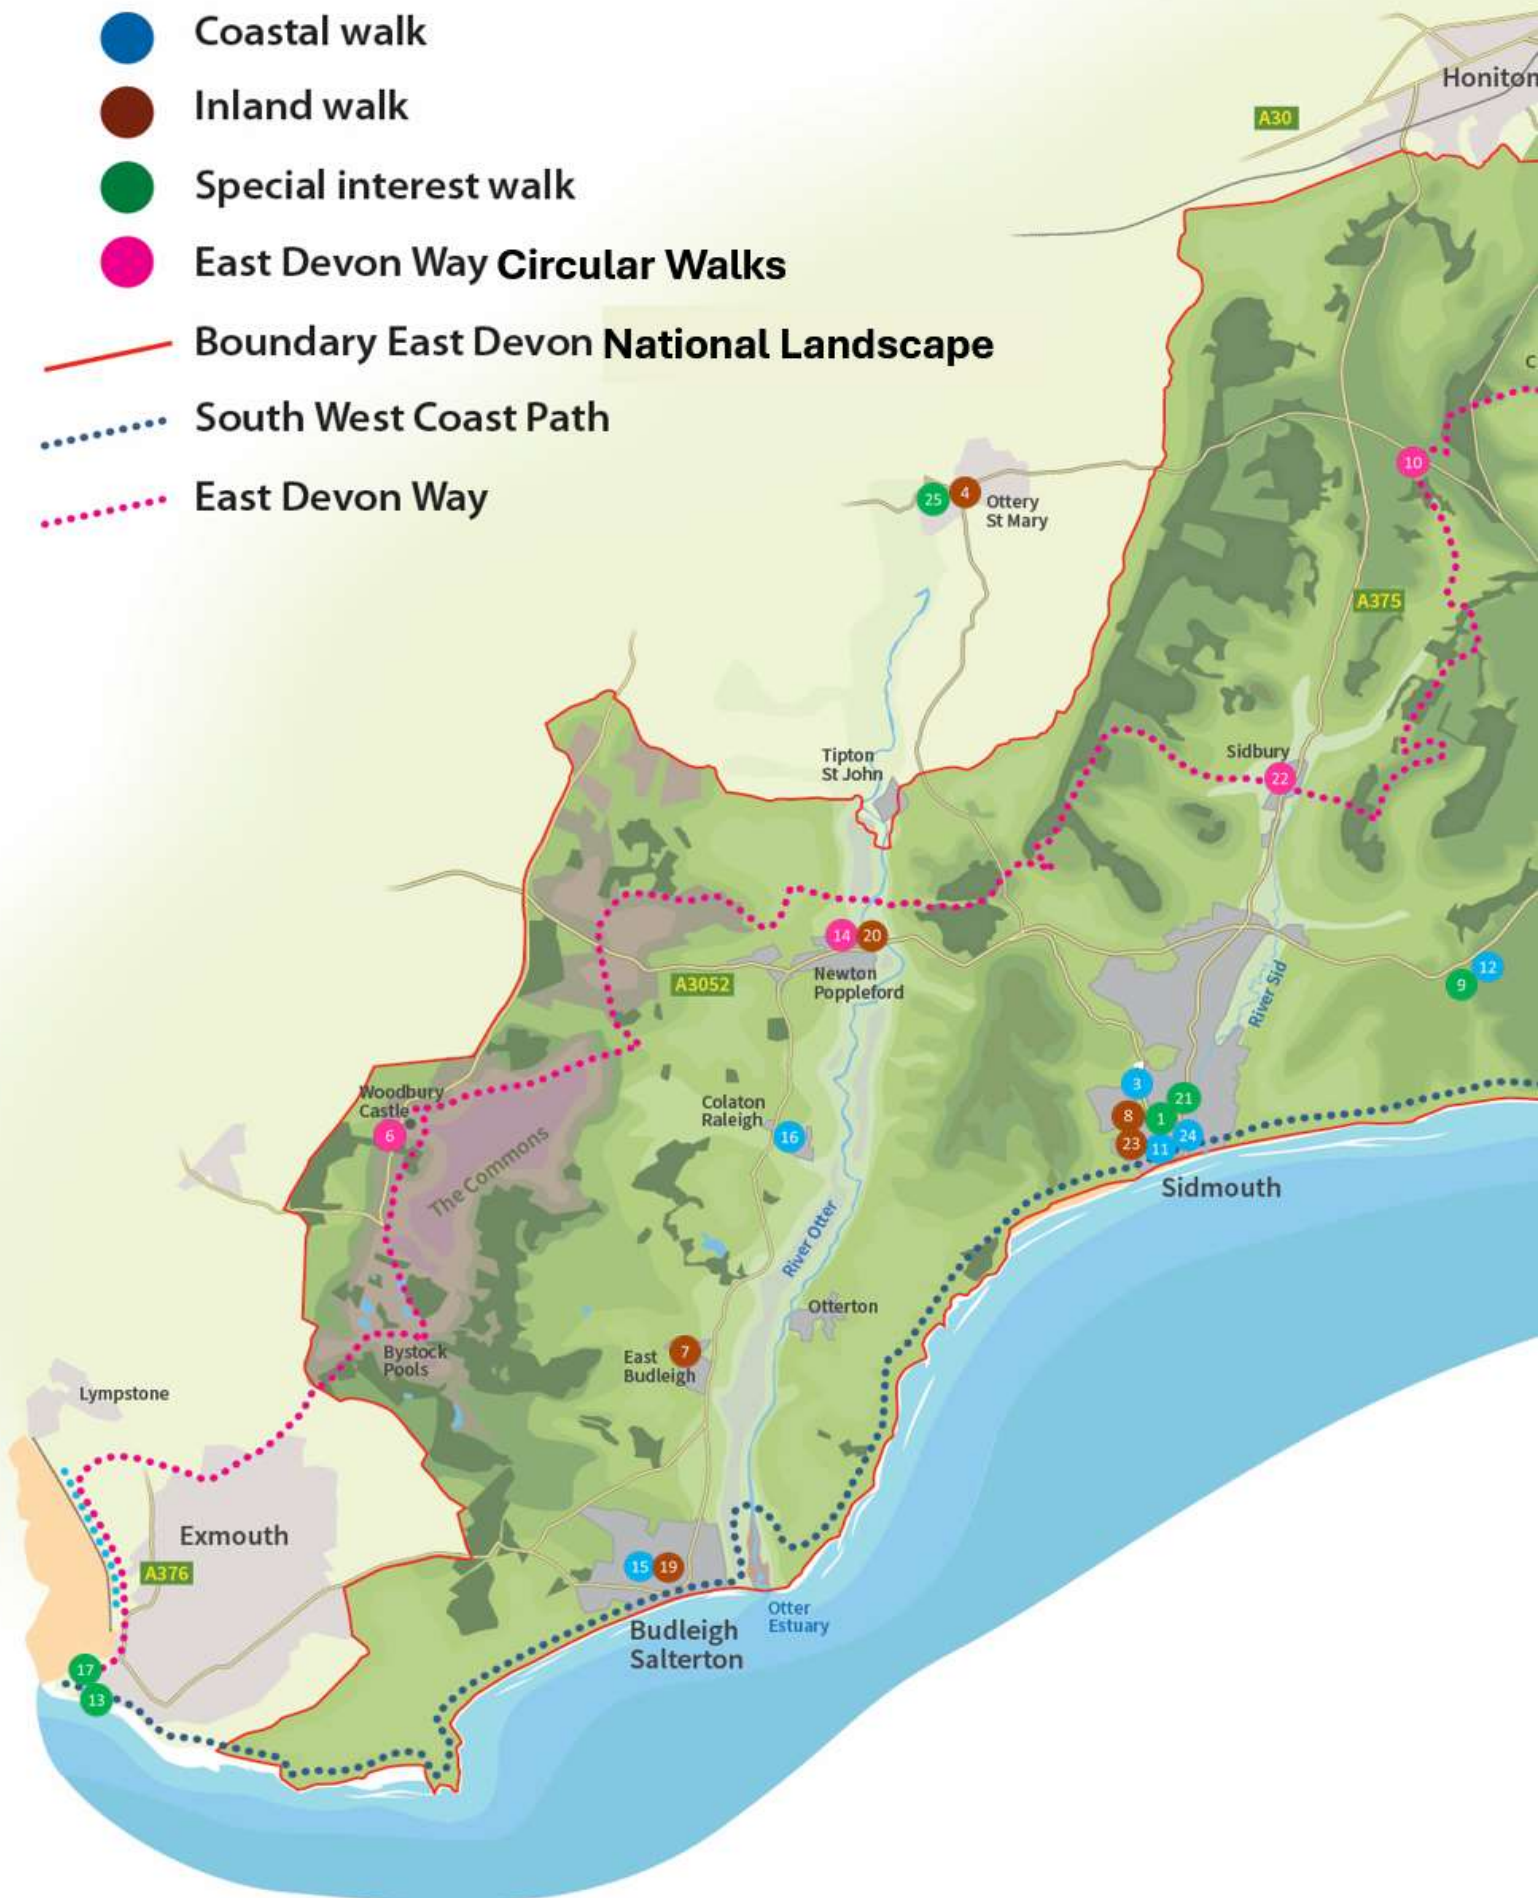 Coastal walk
Inland walk
Special interest walk
East Devon Way Circular Walks
Boundary East Devon National Landscape
South West Coast Path
East Devon Way
Honiton
A30
C
10
25
4
Ottery
St Mary
A375
Tipton
St John
Sidbury
22
14
20
Newton
Poppleford
A3052
12
9
River Sid
Woodbury
Castle
6
The Commons
Colaton
Raleigh
16
3
21
8
1
23
11
24
Sidmouth
River Otter
Otterton
Bystock
Pools
East
Budleigh
7
Lympstone
Exmouth
A376
15
19
Budleigh
Salterton
Otter
Estuary
17
13